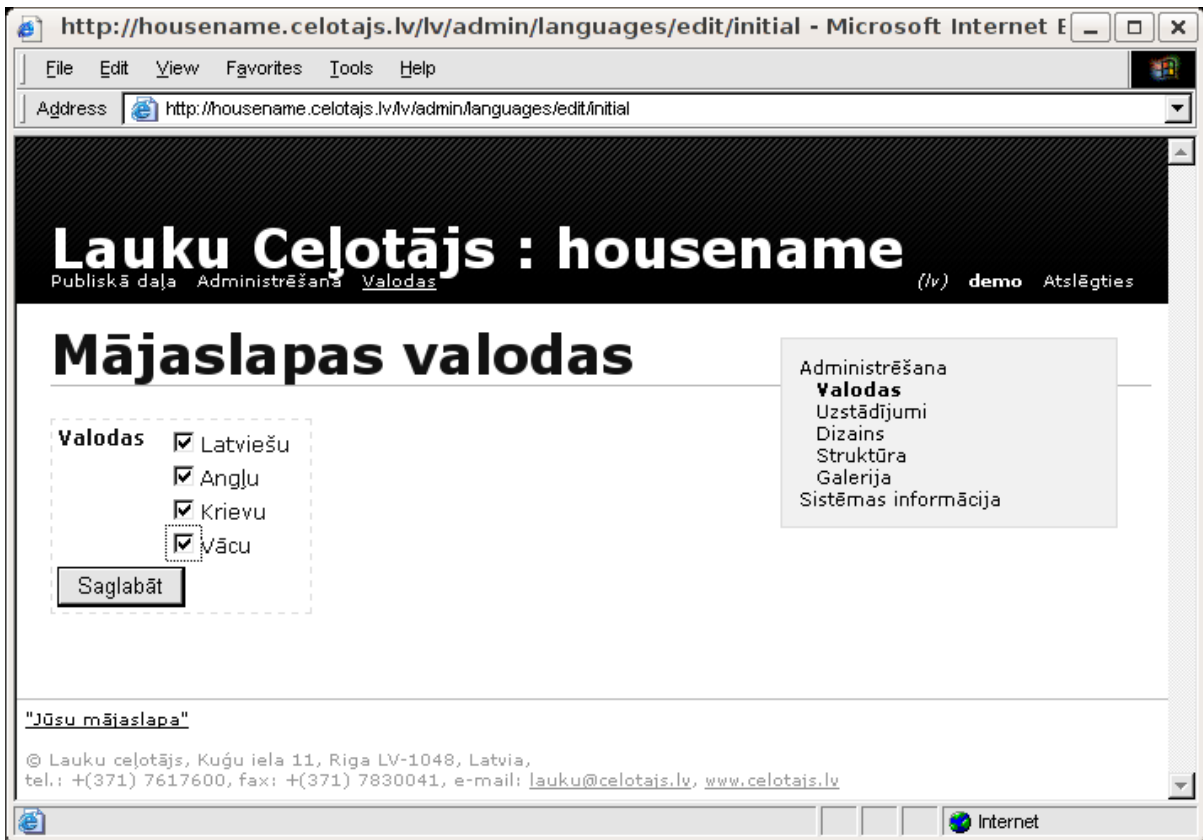 http://housename.celotajs.lv/lv/admin/languages/edit/initial - Microsoft Internet E
File Edit View Favorites Tools Help
Address http://housename.celotajs.lv/lv/admin/languages/edit/initial
Lauku Ceļotājs : housename
Publiskā daļa Administrēšana Valodas (lv) demo Atslēgties
Mājaslapas valodas
Administrēšana
Valodas
Uzstādījumi
Dizains
Struktūra
Galerija
Sistēmas informācija
Valodas Latviešu
Angļu
Krievu
Vācu
Saglabāt
"Jūsu mājaslapa"
© Lauku ceļotājs, Kuģu iela 11, Riga LV-1048, Latvia,
tel.: +(371) 7617600, fax: +(371) 7830041, e-mail: lauku@celotajs.lv, www.celotajs.lv
Internet